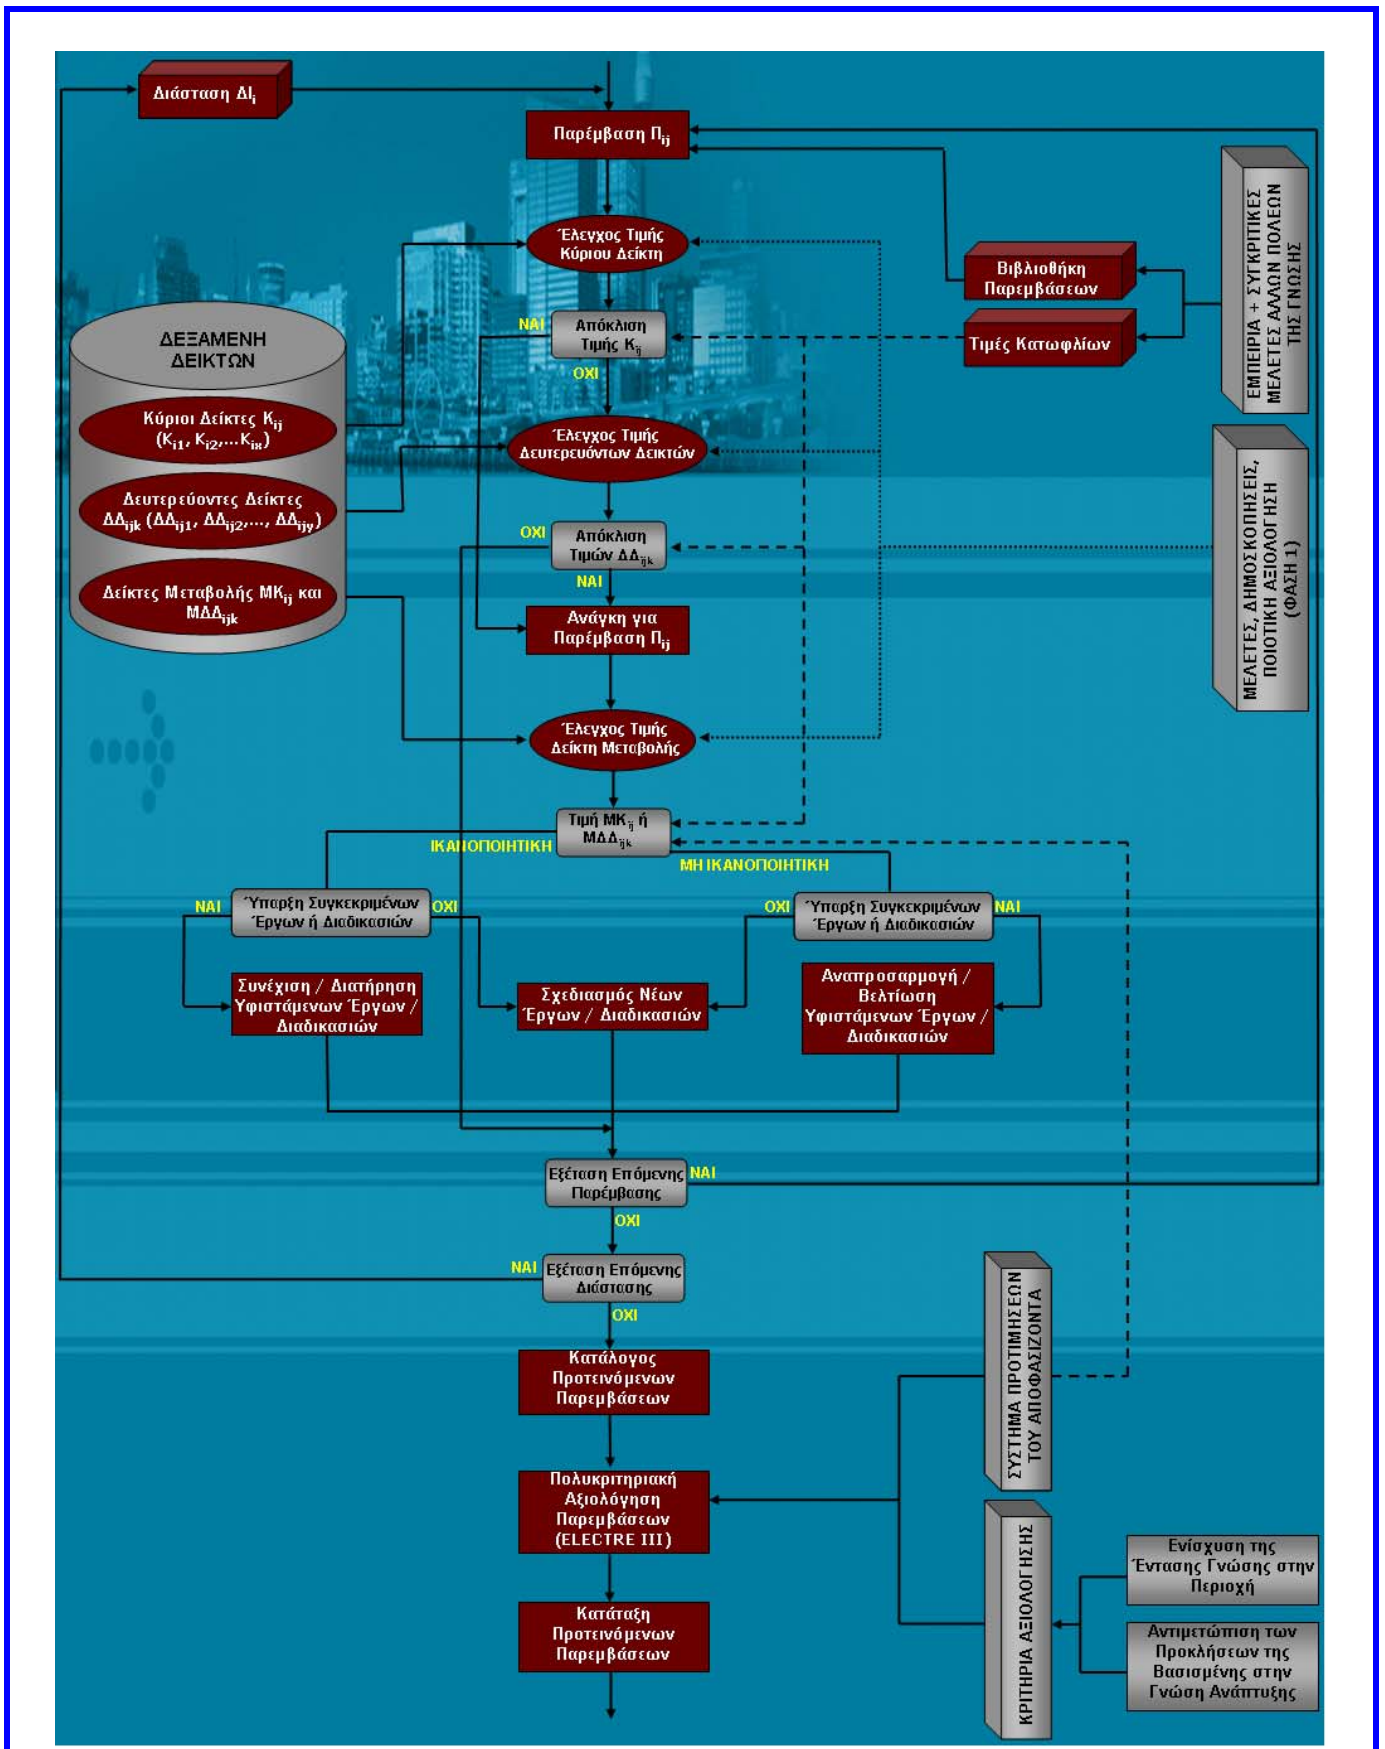 Διάσταση ΔΙi
Παρέμβαση Πij
ΕΜΠΕΙΡΙΑ + ΣΥΓΚΡΙΤΙΚΕΣ
ΜΕΛΕΤΕΣ ΑΛΛΩΝ ΠΟΛΕΩΝ
ΤΗΣ ΓΝΩΣΗΣ
Έλεγχος Τιμής
Κύριου Δείκτη
Βιβλιοθήκη
Παρεμβάσεων
ΝΑΙ
Απόκλιση
Τιμής Κij
ΟΧΙ
Τιμές Κατωφλίων
ΔΕΞΑΜΕΝΗ
ΔΕΙΚΤΩΝ
Κύριοι Δείκτες Κij
(Κi1, Κi2,...Κix)
Δευτερεύοντες Δείκτες
ΔΔijk (ΔΔij1, ΔΔij2,..., ΔΔijy)
Δείκτες Μεταβολής ΜΚij και
ΜΔΔijk
Έλεγχος Τιμής
Δευτερευόντων Δεικτών
ΜΕΛΕΤΕΣ, ΔΗΜΟΣΚΟΠΗΣΕΙΣ,
ΠΟΙΟΤΙΚΗ ΑΞΙΟΛΟΓΗΣΗ
(ΦΑΣΗ 1)
ΟΧΙ
Απόκλιση
Τιμών ΔΔijk
ΝΑΙ
Ανάγκη για
Παρέμβαση Πij
Έλεγχος Τιμής
Δείκτη Μεταβολής
Τιμή ΜΚij ή
ΜΔΔijk
ΙΚΑΝΟΠΟΙΗΤΙΚΗ
ΜΗ ΙΚΑΝΟΠΟΙΗΤΙΚΗ
ΝΑΙ
Ύπαρξη Συγκεκριμένων
Έργων ή Διαδικασιών
ΟΧΙ
ΟΧΙ
Ύπαρξη Συγκεκριμένων
Έργων ή Διαδικασιών
ΝΑΙ
Συνέχιση / Διατήρηση
Υφιστάμενων Έργων /
Διαδικασιών
Σχεδιασμός Νέων
Έργων / Διαδικασιών
Αναπροσαρμογή /
Βελτίωση
Υφιστάμενων Έργων /
Διαδικασιών
Εξέταση Επόμενης
Παρέμβασης
ΝΑΙ
ΟΧΙ
ΝΑΙ
Εξέταση Επόμενης
Διάστασης
ΟΧΙ
Κατάλογος
Προτεινόμενων
Παρεμβάσεων
ΣΥΣΤΗΜΑ ΠΡΟΤΙΜΗΣΕΩΝ
ΤΟΥ ΑΠΟΦΑΣΙΖΟΝΤΑ
Πολυκριτηριακή
Αξιολόγηση
Παρεμβάσεων
(ELECTRE III)
ΚΡΙΤΗΡΙΑ ΑΞΙΟΛΟΓΗΣΗΣ
Ενίσχυση της
Έντασης Γνώσης στην
Περιοχή
Κατάταξη
Προτεινόμενων
Παρεμβάσεων
Αντιμετώπιση των
Προκλήσεων της
Βασισμένης στην
Γνώση Ανάπτυξης